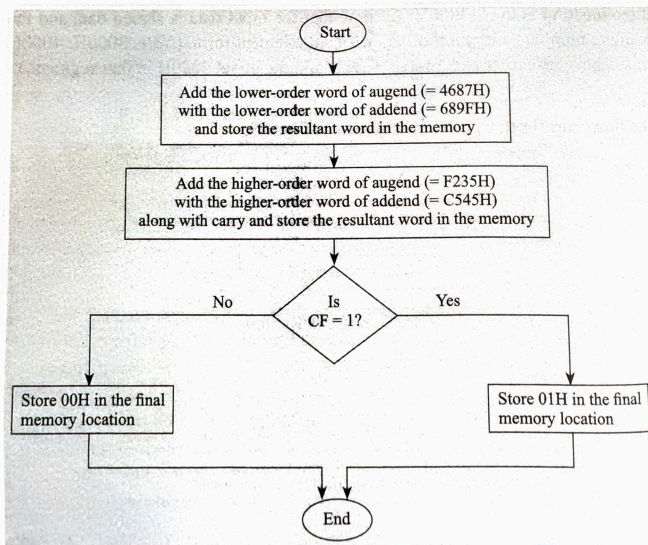 Start
Add the lower-order word of augend (= 4687H)
with the lower-order word of addend (= 689FH)
and store the resultant word in the memory
Add the higher-order word of augend (= F235H)
with the higher-order word of addend (= C545H)
along with carry and store the resultant word in the memory
No
Is
CF = 1?
Yes
Store 00H in the final
memory location
Store 01H in the final
memory location
End